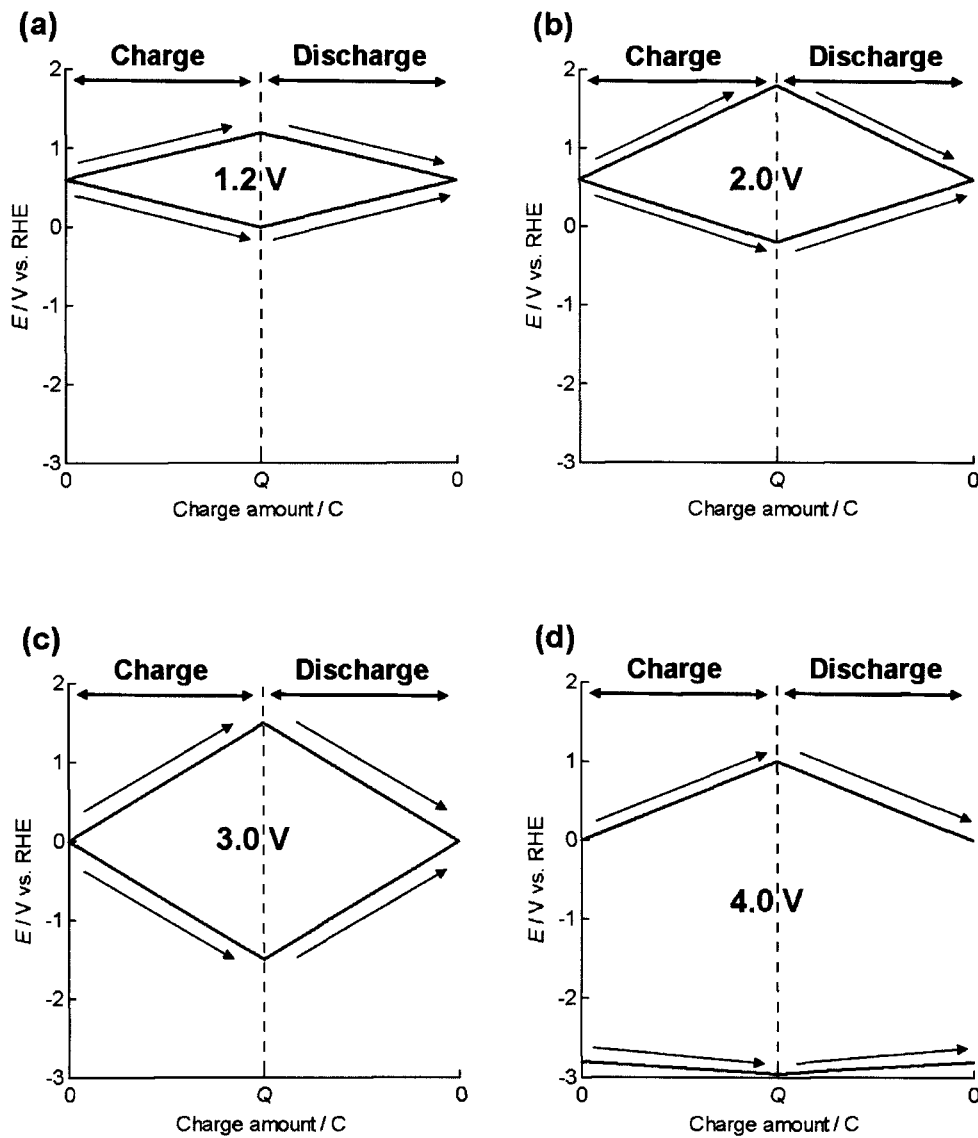 (a)
Charge Discharge
2
1
0
-1
-2
-3
E / V vs. RHE
1.2 V
0 Q 0
Charge amount / C
(b)
Charge Discharge
2
1
0
-1
-2
-3
E / V vs. RHE
2.0 V
0 Q 0
Charge amount / C
(c)
Charge Discharge
2
1
0
-1
-2
-3
E / V vs. RHE
3.0 V
0 Q 0
Charge amount / C
(d)
Charge Discharge
2
1
0
-1
-2
-3
E / V vs. RHE
4.0 V
0 Q 0
Charge amount / C